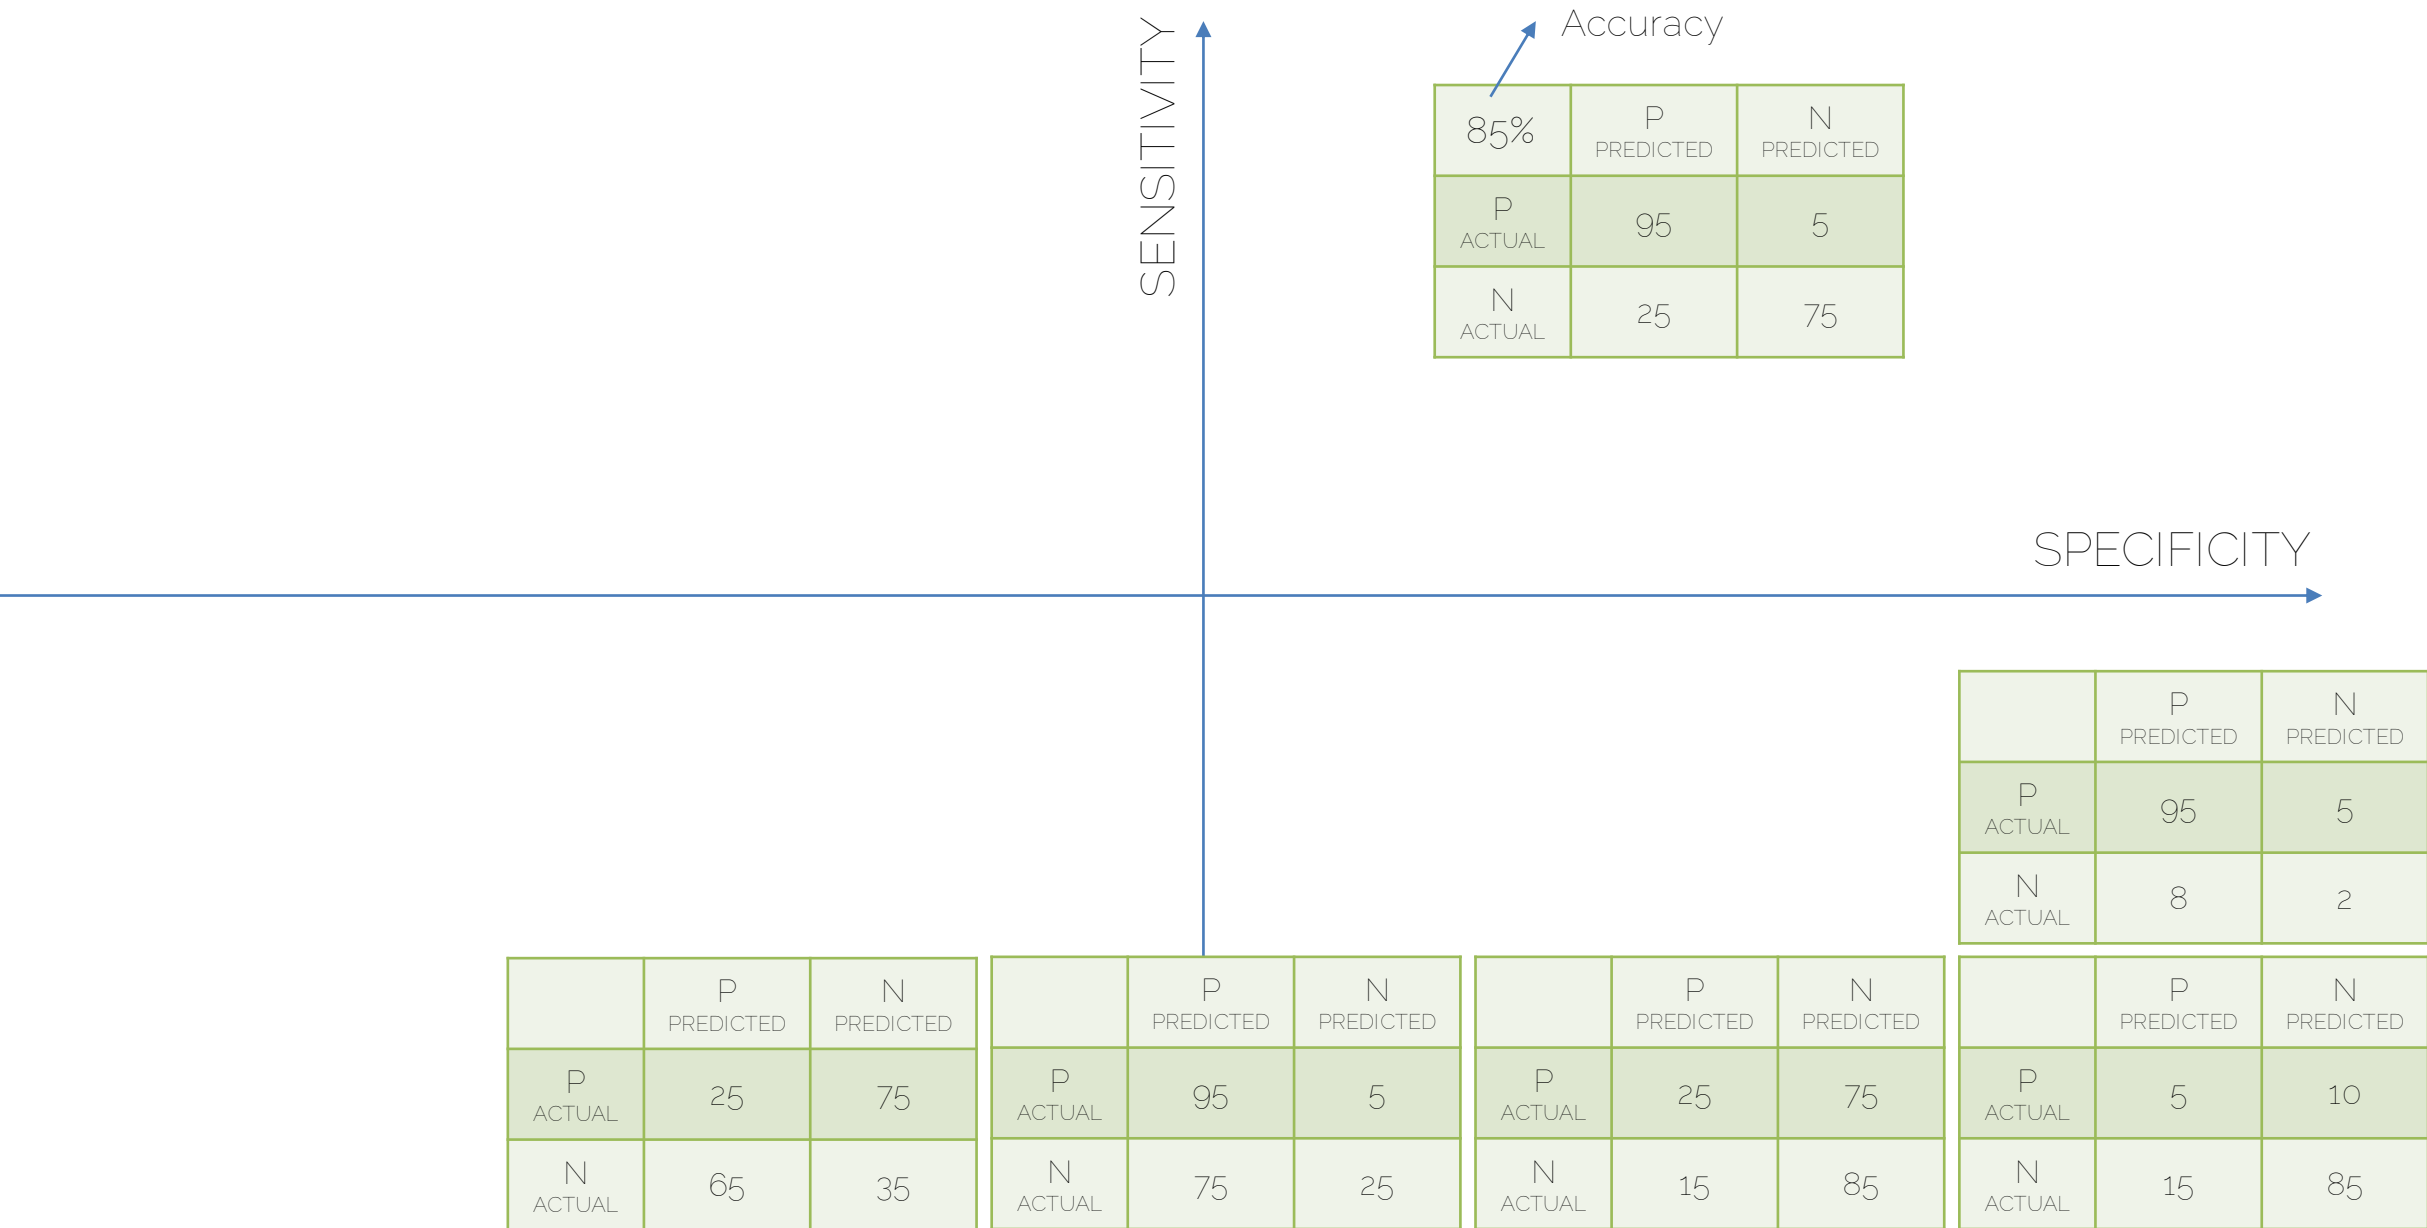 SENSITIVITY
Accuracy
85% P PREDICTED N PREDICTED
P ACTUAL 95 5
N ACTUAL 25 75
SPECIFICITY
P PREDICTED N PREDICTED
P ACTUAL 95 5
N ACTUAL 8 2
P PREDICTED N PREDICTED
P ACTUAL 25 75
N ACTUAL 65 35
P PREDICTED N PREDICTED
P ACTUAL 95 5
N ACTUAL 75 25
P PREDICTED N PREDICTED
P ACTUAL 25 75
N ACTUAL 15 85
P PREDICTED N PREDICTED
P ACTUAL 5 10
N ACTUAL 15 85